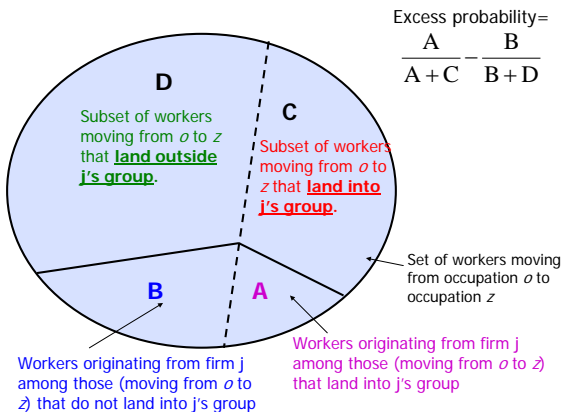 Excess probability=
A/(A+C) − B/(B+D)
D
Subset of workers
moving from o to z
that land outside
j's group.
C
Subset of workers
moving from o to
z that land into
j's group.
Set of workers moving
from occupation o to
occupation z
B
A
Workers originating from firm j
among those (moving from o to
z) that do not land into j's group
Workers originating from firm j
among those (moving from o to z)
that land into j's group